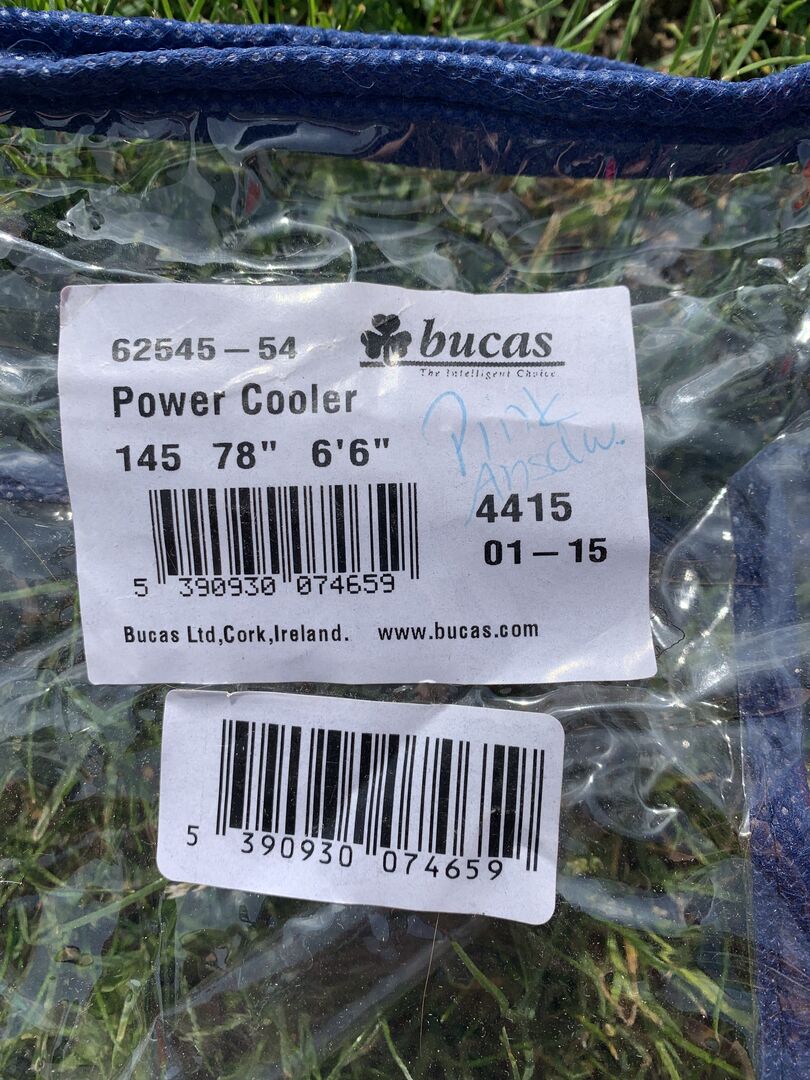 62545-54
bucas
The Intelligent Choice
Power Cooler
Pink
145 78" 6'6"
4415
01-15
5 390930 074659
Bucas Ltd,Cork,Ireland. www.bucas.com
5 390930 074659